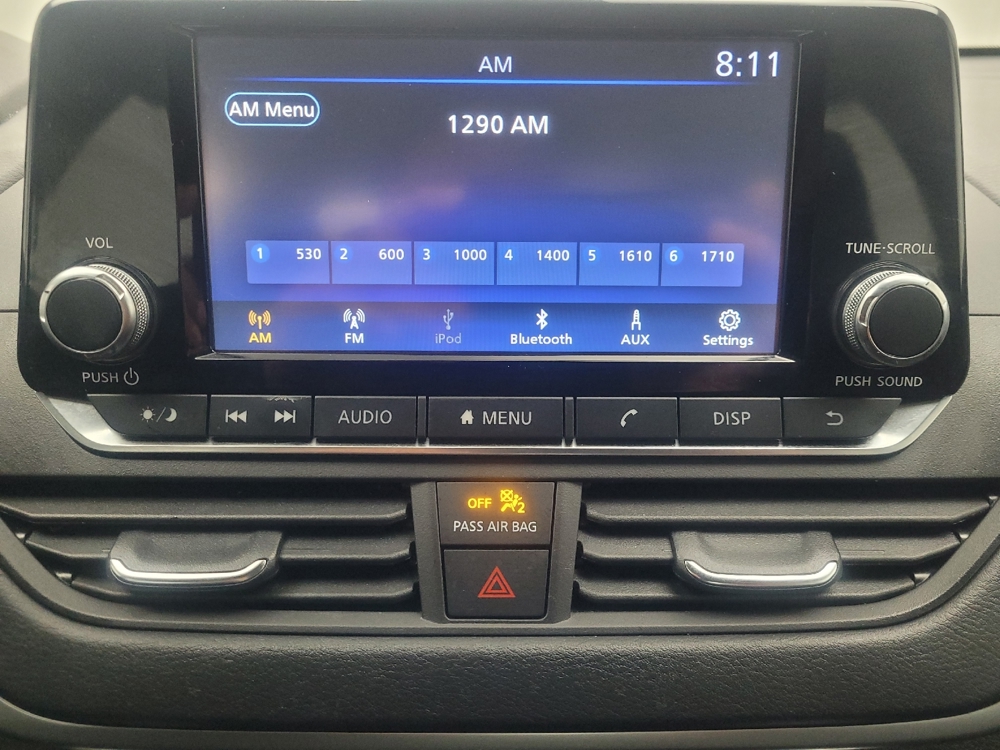 AM
8:11
AM Menu
1290 AM
VOL
TUNE·SCROLL
1 530 2 600 3 1000 4 1400 5 1610 6 1710
AM FM iPod Bluetooth AUX Settings
PUSH
PUSH SOUND
AUDIO MENU DISP
OFF 2
PASS AIR BAG